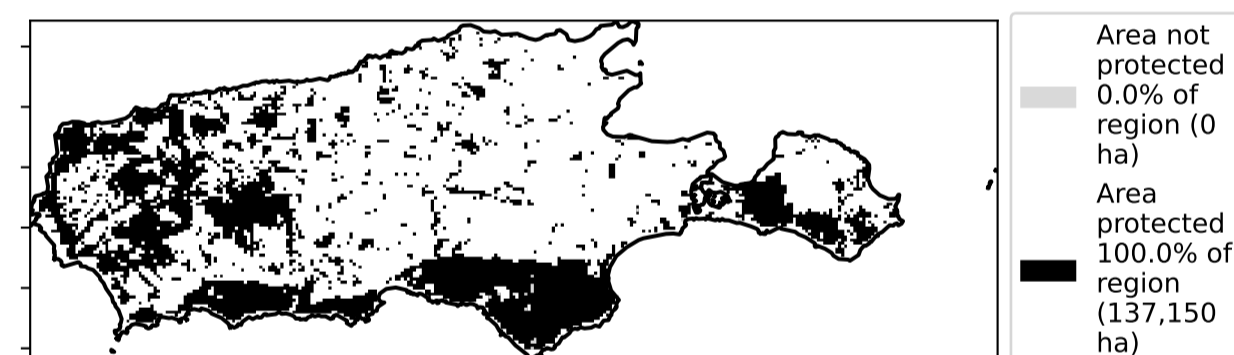 Area not
protected
0.0% of
region (0
ha)
Area
protected
100.0% of
region
(137,150
ha)